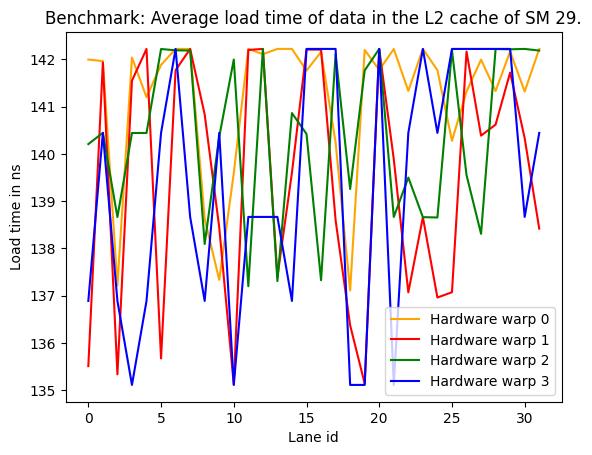 Benchmark: Average load time of data in the L2 cache of SM 29.
Load time in ns
142
141
140
139
138
137
136
135
0
5
10
15
20
25
30
Lane id
Hardware warp 0
Hardware warp 1
Hardware warp 2
Hardware warp 3